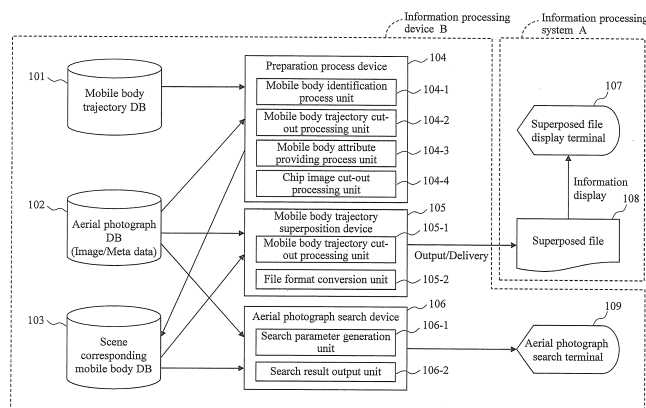 Information processing
device B
Information processing
system A
101
Mobile body
trajectory DB
102
Aerial photograph
DB
(Image/Meta data)
103
Scene
corresponding
mobile body DB
104
Preparation process device
Mobile body identification
process unit
104-1
Mobile body trajectory cut-
out processing unit
104-2
Mobile body attribute
providing process unit
104-3
Chip image cut-out
processing unit
104-4
105
Mobile body trajectory
superposition device
105-1
Mobile body trajectory cut-
out processing unit
File format conversion unit
105-2
106
Aerial photograph search device
106-1
Search parameter generation
unit
Search result output unit
106-2
Output/Delivery
107
Superposed file
display terminal
Information
display
108
Superposed file
109
Aerial photograph
search terminal